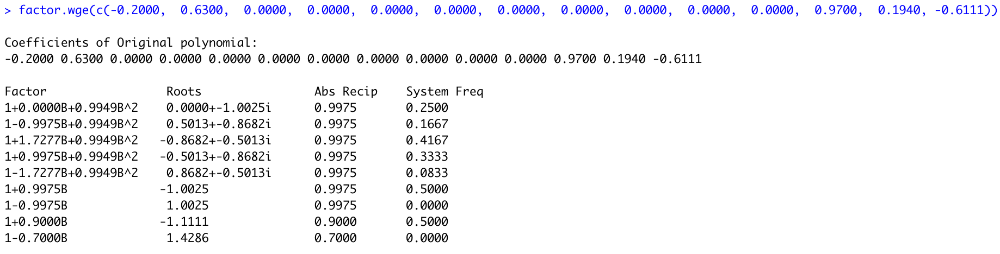 > factor.wge(c(-0.2000, 0.6300, 0.0000, 0.0000, 0.0000, 0.0000, 0.0000, 0.0000, 0.0000, 0.0000, 0.0000, 0.9700, 0.1940, -0.6111))
Coefficients of Original polynomial:
-0.2000 0.6300 0.0000 0.0000 0.0000 0.0000 0.0000 0.0000 0.0000 0.0000 0.0000 0.9700 0.1940 -0.6111
Factor Roots Abs Recip System Freq
1+0.0000B+0.9949B^2 0.0000+-1.0025i 0.9975 0.2500
1-0.9975B+0.9949B^2 0.5013+-0.8682i 0.9975 0.1667
1+1.7277B+0.9949B^2 -0.8682+-0.5013i 0.9975 0.4167
1+0.9975B+0.9949B^2 -0.5013+-0.8682i 0.9975 0.3333
1-1.7277B+0.9949B^2 0.8682+-0.5013i 0.9975 0.0833
1+0.9975B -1.0025 0.9975 0.5000
1-0.9975B 1.0025 0.9975 0.0000
1+0.9000B -1.1111 0.9000 0.5000
1-0.7000B 1.4286 0.7000 0.0000